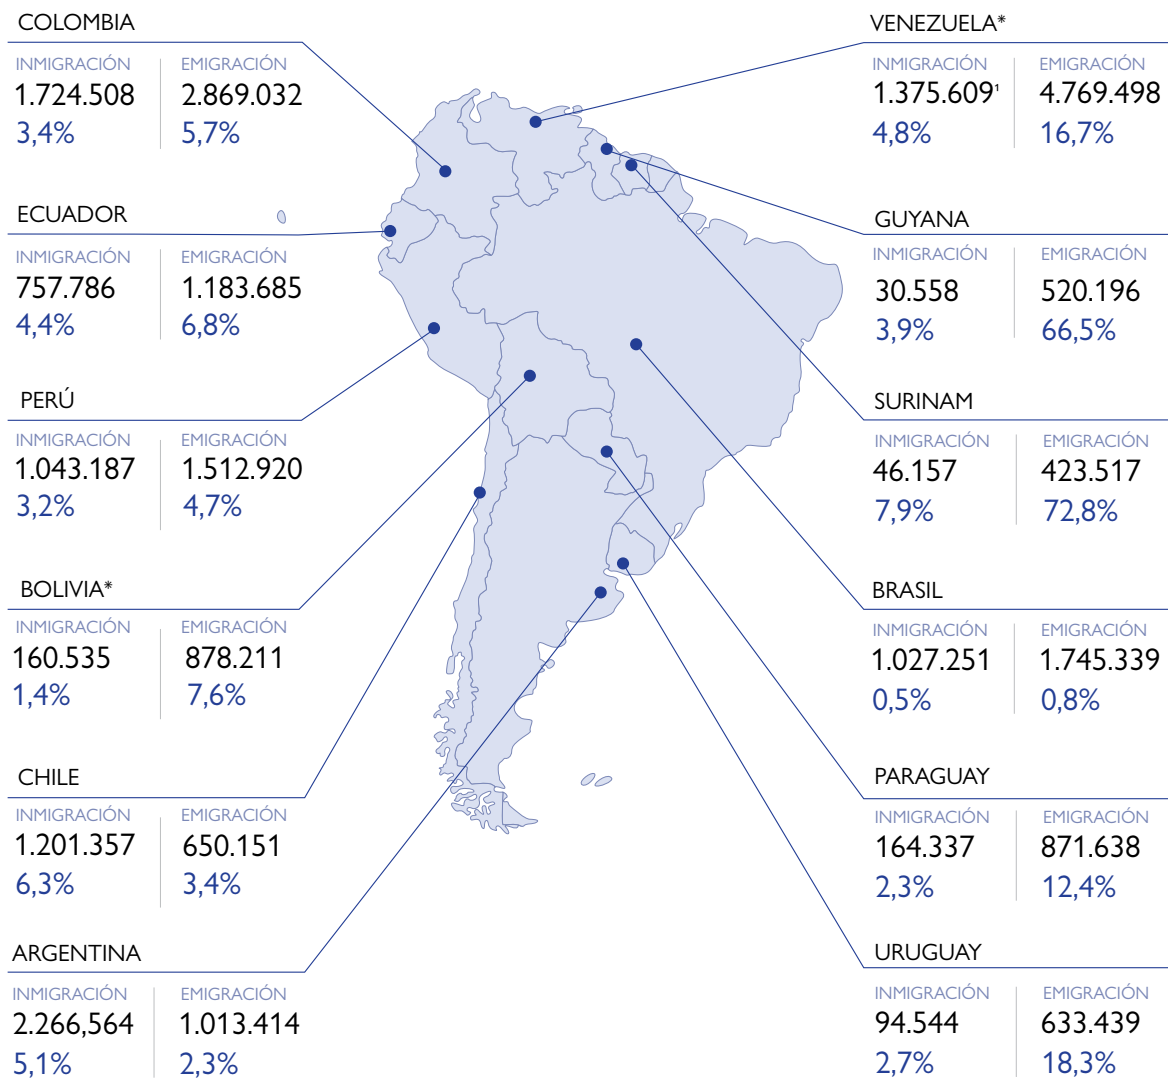 COLOMBIA
INMIGRACIÓN EMIGRACIÓN
1.724.508 2.869.032
3,4% 5,7%
ECUADOR
INMIGRACIÓN EMIGRACIÓN
757.786 1.183.685
4,4% 6,8%
PERÚ
INMIGRACIÓN EMIGRACIÓN
1.043.187 1.512.920
3,2% 4,7%
BOLIVIA*
INMIGRACIÓN EMIGRACIÓN
160.535 878.211
1,4% 7,6%
CHILE
INMIGRACIÓN EMIGRACIÓN
1.201.357 650.151
6,3% 3,4%
ARGENTINA
INMIGRACIÓN EMIGRACIÓN
2.266,564 1.013.414
5,1% 2,3%
VENEZUELA*
INMIGRACIÓN EMIGRACIÓN
1.375.609¹ 4.769.498
4,8% 16,7%
GUYANA
INMIGRACIÓN EMIGRACIÓN
30.558 520.196
3,9% 66,5%
SURINAM
INMIGRACIÓN EMIGRACIÓN
46.157 423.517
7,9% 72,8%
BRASIL
INMIGRACIÓN EMIGRACIÓN
1.027.251 1.745.339
0,5% 0,8%
PARAGUAY
INMIGRACIÓN EMIGRACIÓN
164.337 871.638
2,3% 12,4%
URUGUAY
INMIGRACIÓN EMIGRACIÓN
94.544 633.439
2,7% 18,3%